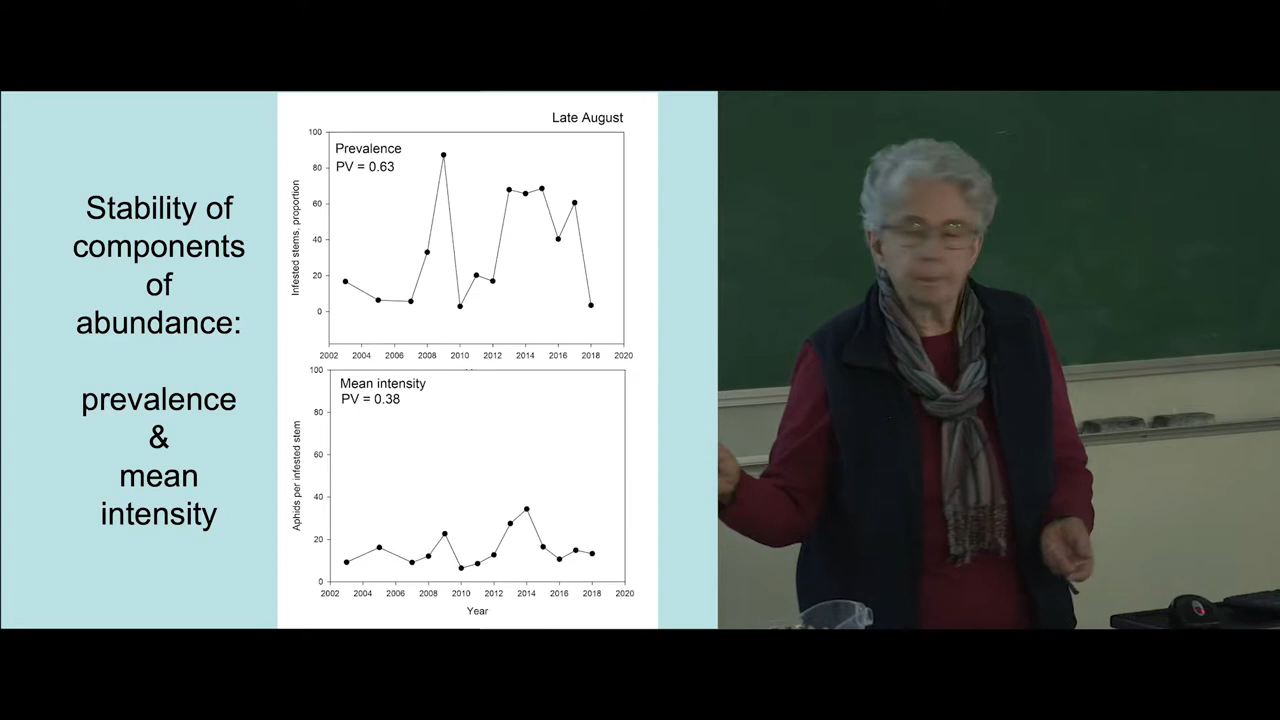 Stability of
components
of
abundance:
prevalence
&
mean
intensity
Late August
Prevalence
PV = 0.63
Infested stems, proportion
100
80
60
40
20
0
2002 2004 2006 2008 2010 2012 2014 2016 2018 2020
Mean intensity
PV = 0.38
Aphids per infested stem
100
80
60
40
20
0
2002 2004 2006 2008 2010 2012 2014 2016 2018 2020
Year